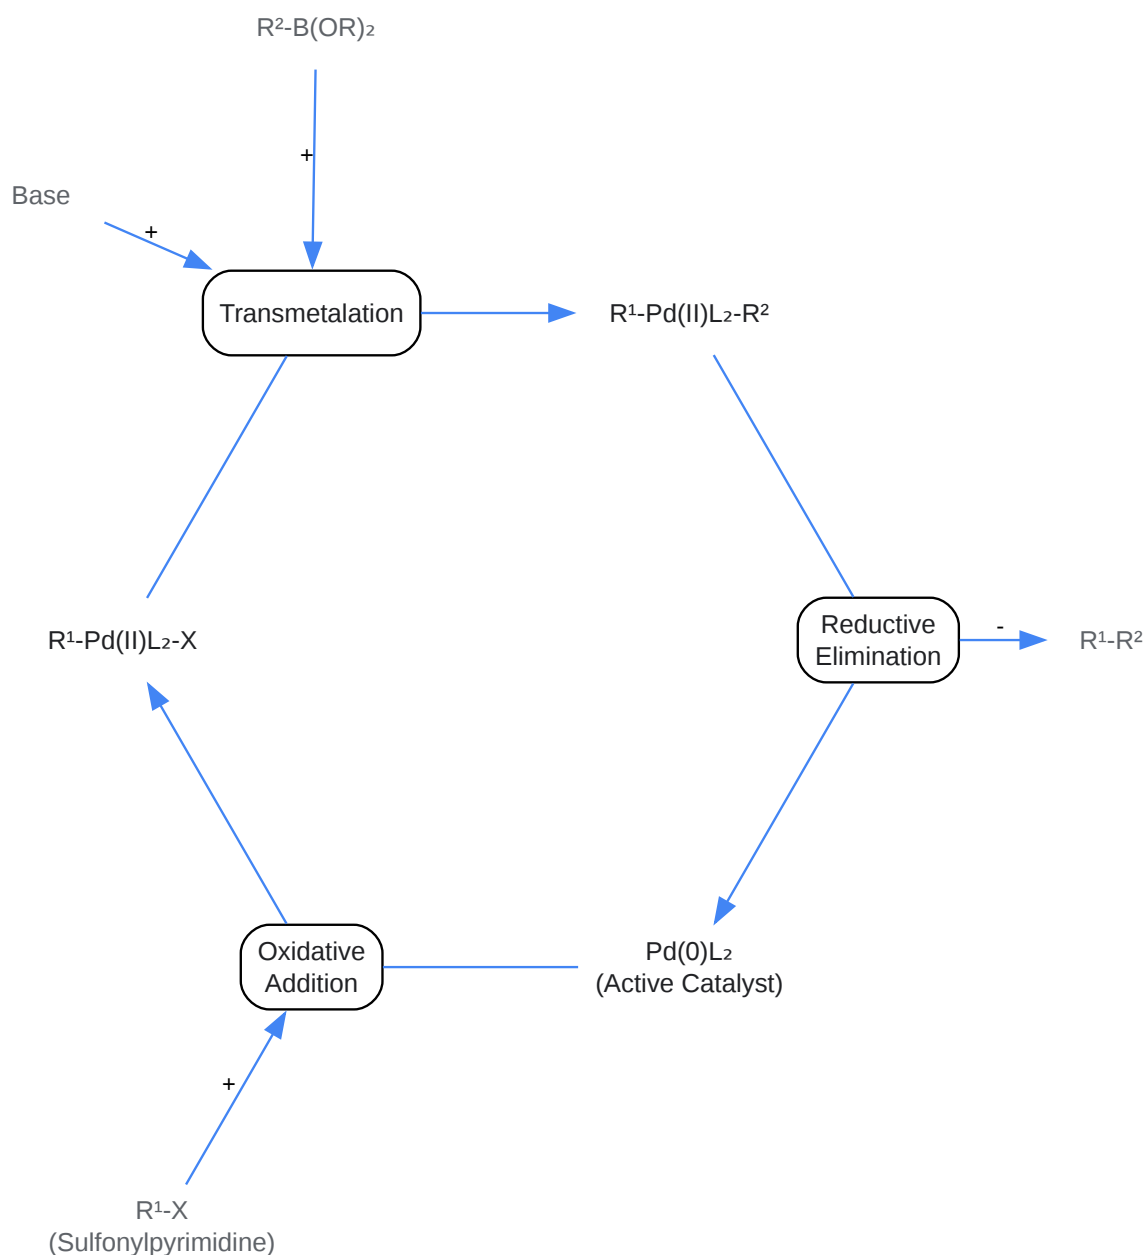 R²-B(OR)₂
+
Base
+
Transmetalation
R¹-Pd(II)L₂-R²
R¹-Pd(II)L₂-X
Reductive
Elimination
-
R¹-R²
Oxidative
Addition
Pd(0)L₂
(Active Catalyst)
+
R¹-X
(Sulfonylpyrimidine)